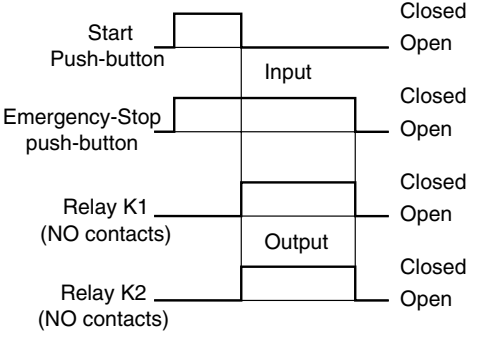 Start
Push-button
Closed
Open
Input
Emergency-Stop
push-button
Closed
Open
Relay K1
(NO contacts)
Closed
Open
Output
Relay K2
(NO contacts)
Closed
Open